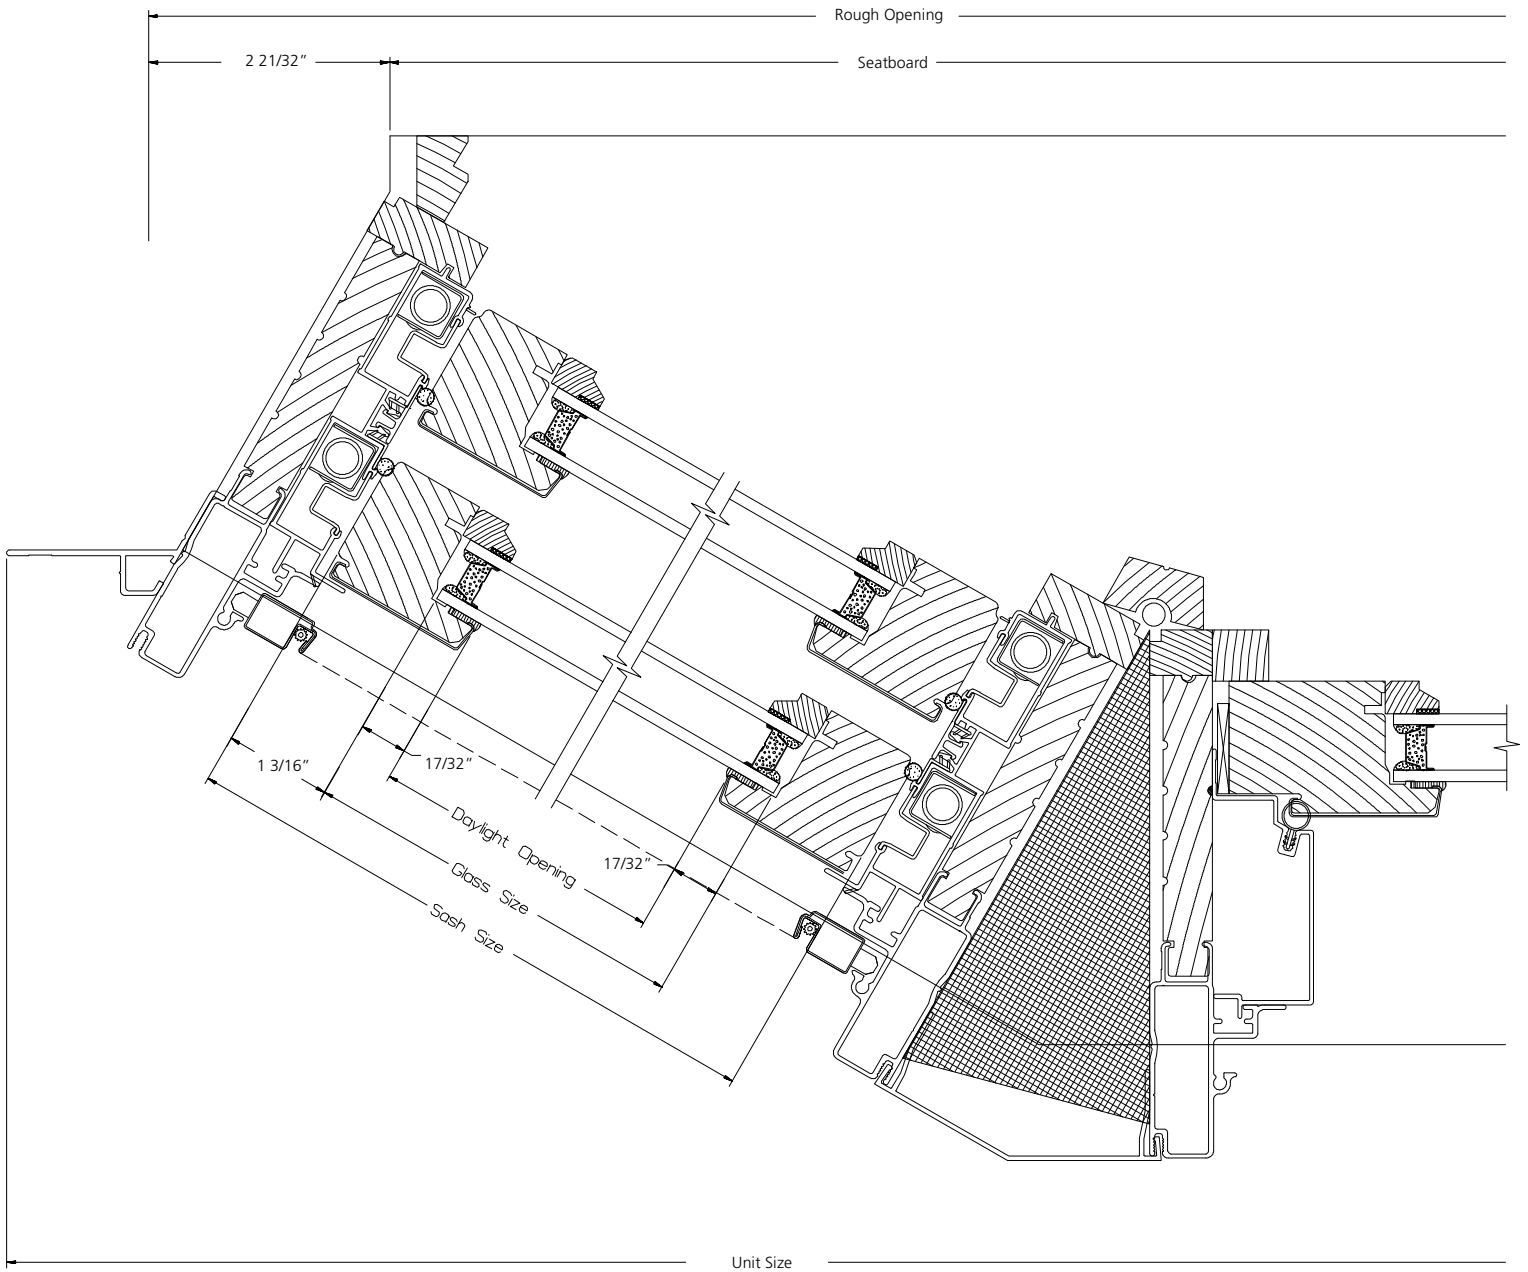 Rough Opening
2 21/32"
Seatboard
1 3/16"
17/32"
Daylight Opening
17/32"
Glass Size
Sash Size
Unit Size